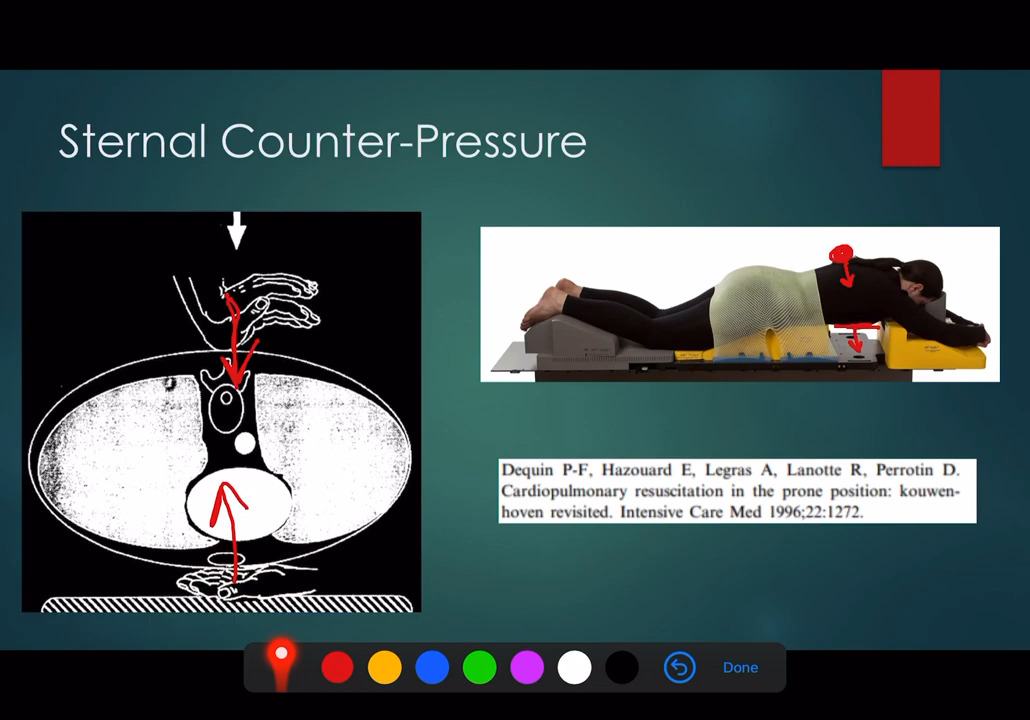 Sternal Counter-Pressure
Dequin P-F, Hazouard E, Legras A, Lanotte R, Perrotin D.
Cardiopulmonary resuscitation in the prone position: kouwen-
hoven revisited. Intensive Care Med 1996;22:1272.
Done